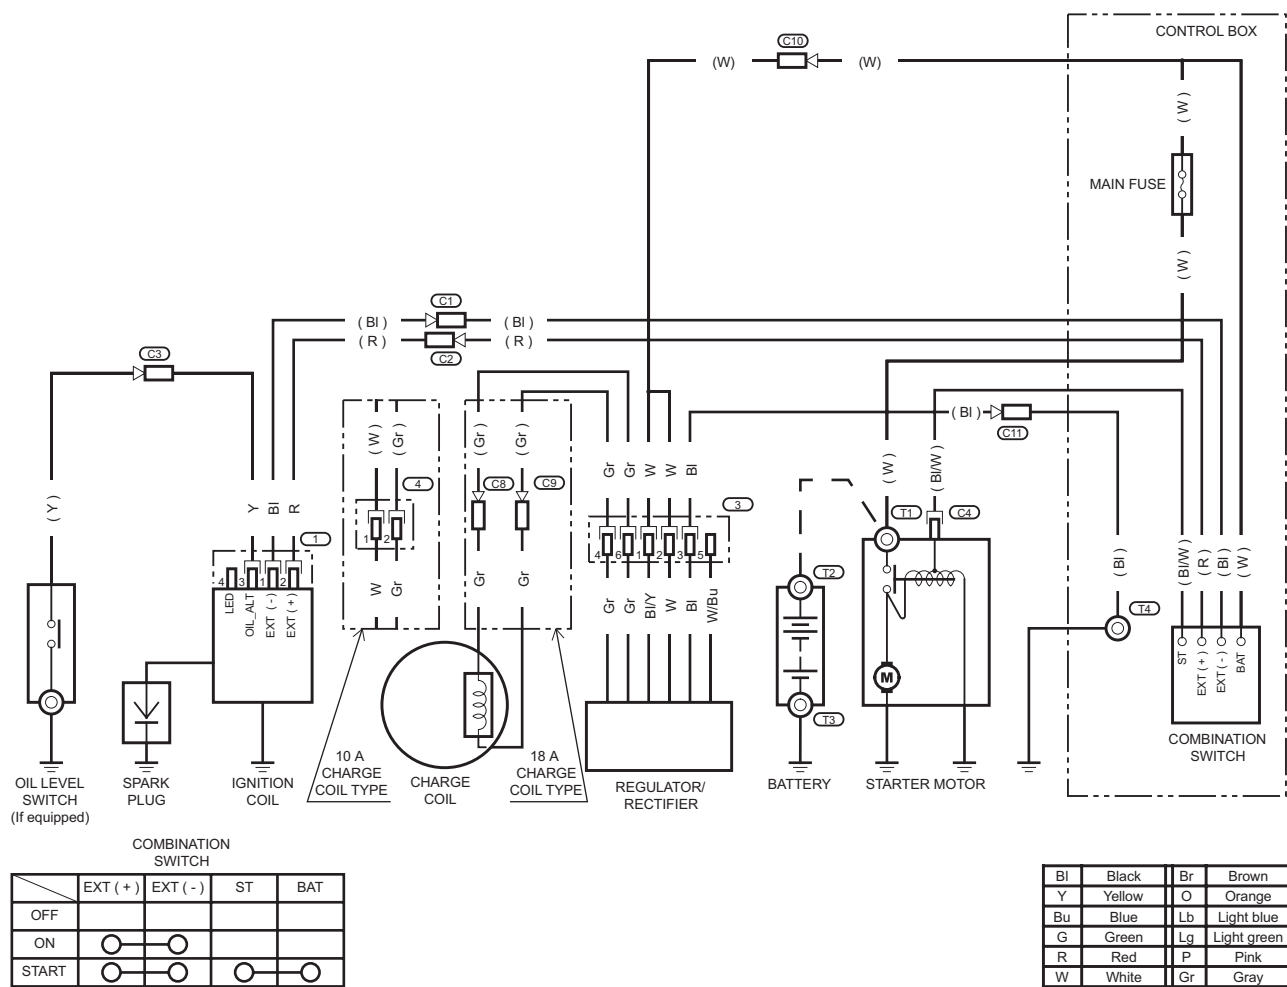 CONTROL BOX
C10
(W)
(W)
( W )
MAIN FUSE
( W )
C1
( Bl )
( Bl )
( R )
( R )
C2
C3
( Y )
Y
Bl
R
1
4
3
1
2
LED
OIL_ALT
EXT ( - )
EXT ( + )
( W )
( Gr )
4
1
2
W
Gr
( Gr )
( Gr )
C8
C9
Gr
Gr
Gr
Gr
W
W
Bl
3
4
6
1
2
3
5
Gr
Gr
Bl/Y
W
Bl
W/Bu
( Bl )
C11
( W )
( Bl/W )
T1
C4
T2
T3
M
( Bl )
T4
( Bl/W )
( R )
( Bl )
( W )
ST
EXT ( + )
EXT ( - )
BAT
OIL LEVEL
SWITCH
(If equipped)
SPARK
PLUG
IGNITION
COIL
10 A
CHARGE
COIL TYPE
CHARGE
COIL
18 A
CHARGE
COIL TYPE
REGULATOR/
RECTIFIER
BATTERY
STARTER MOTOR
COMBINATION
SWITCH
COMBINATION
SWITCH
EXT ( + ) EXT ( - ) ST BAT
OFF
ON
START
Bl Black Br Brown
Y Yellow O Orange
Bu Blue Lb Light blue
G Green Lg Light green
R Red P Pink
W White Gr Gray